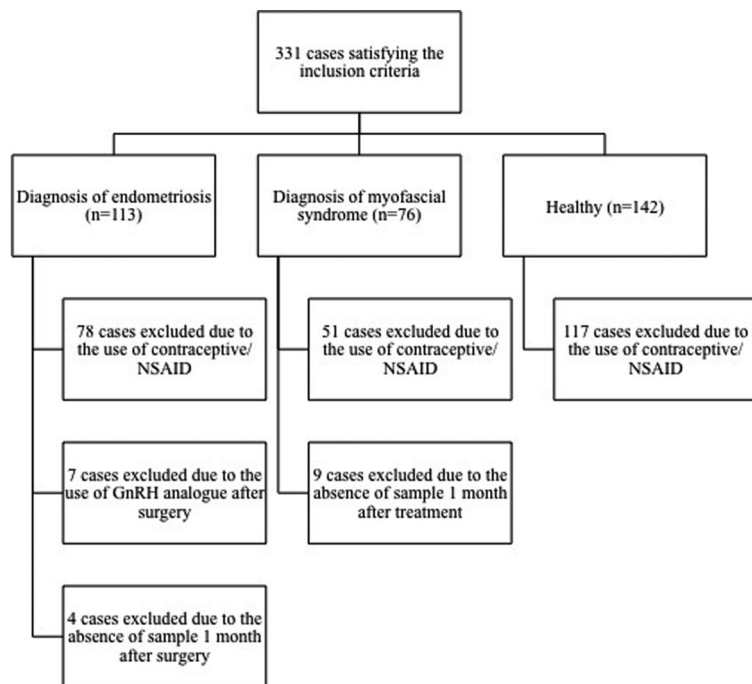 331 cases satisfying the
inclusion criteria
Diagnosis of endometriosis
(n=113)
Diagnosis of myofascial
syndrome (n=76)
Healthy (n=142)
78 cases excluded due to
the use of contraceptive/
NSAID
51 cases excluded due to
the use of contraceptive/
NSAID
117 cases excluded due to
the use of contraceptive/
NSAID
7 cases excluded due to the
use of GnRH analogue after
surgery
9 cases excluded due to the
absence of sample 1 month
after treatment
4 cases excluded due to the
absence of sample 1 month
after surgery